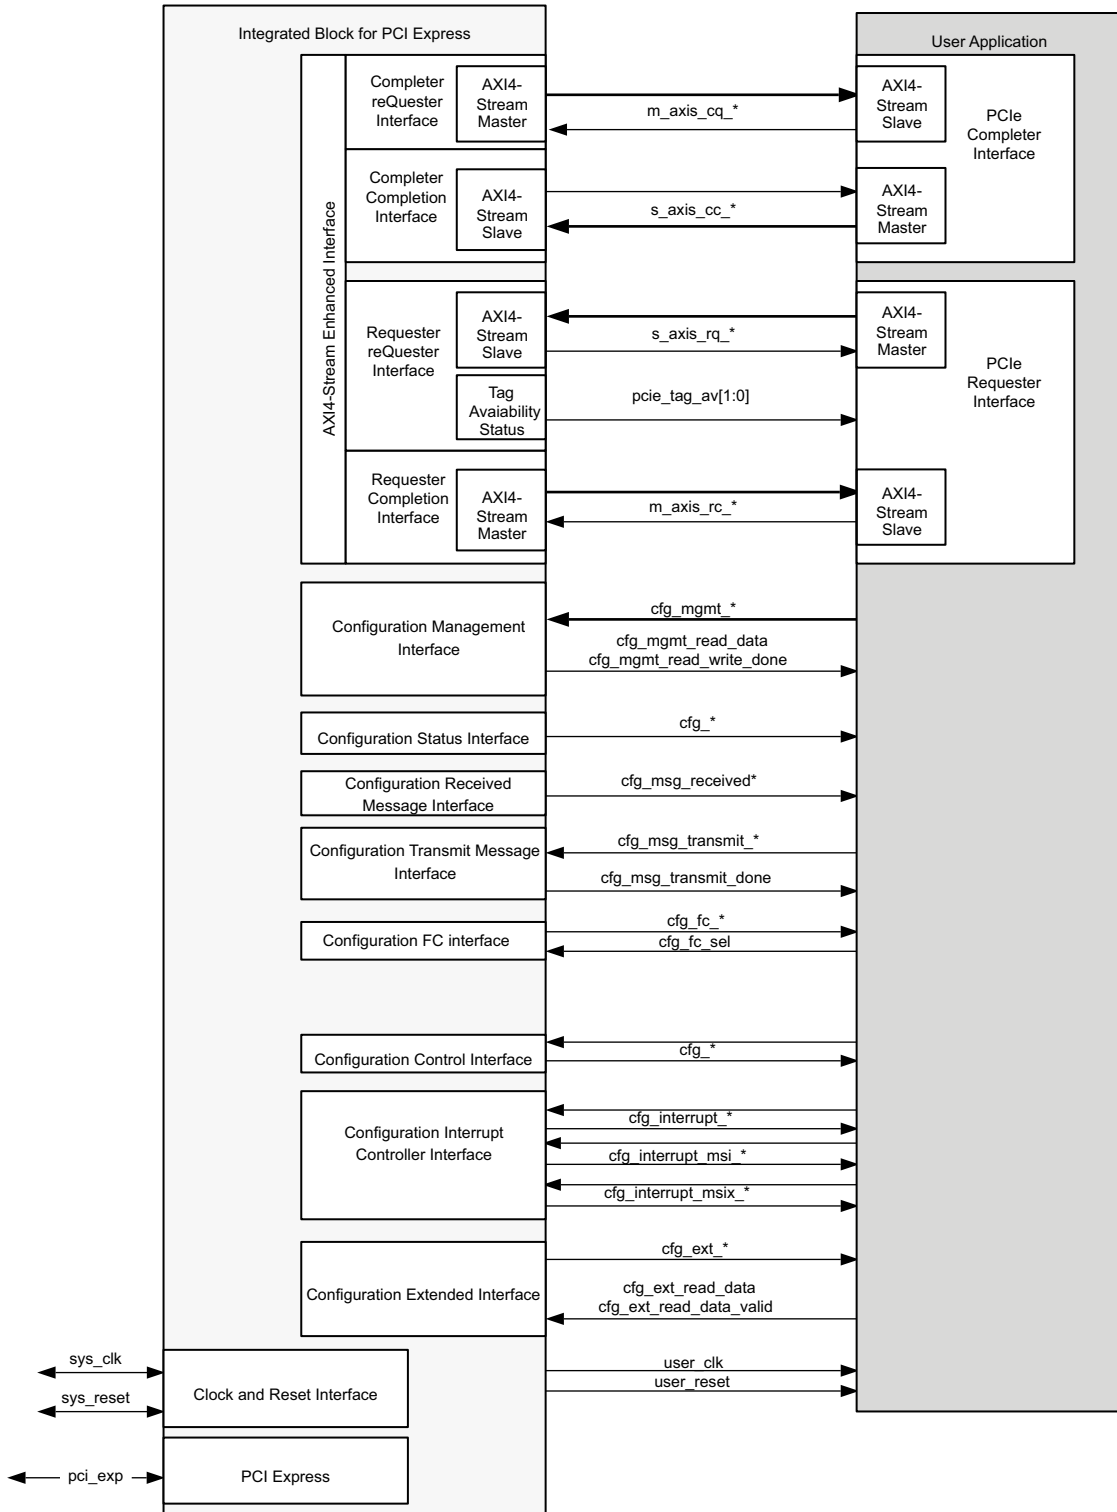 Integrated Block for PCI Express
User Application
AXI4-Stream Enhanced Interface
Completer
reQuester
Interface
AXI4-
Stream
Master
m_axis_cq_*
AXI4-
Stream
Slave
PCIe
Completer
Interface
Completer
Completion
Interface
AXI4-
Stream
Slave
s_axis_cc_*
AXI4-
Stream
Master
Requester
reQuester
Interface
AXI4-
Stream
Slave
s_axis_rq_*
AXI4-
Stream
Master
PCIe
Requester
Interface
Tag
Avaiability
Status
pcie_tag_av[1:0]
Requester
Completion
Interface
AXI4-
Stream
Master
m_axis_rc_*
AXI4-
Stream
Slave
Configuration Management
Interface
cfg_mgmt_*
cfg_mgmt_read_data
cfg_mgmt_read_write_done
Configuration Status Interface
cfg_*
Configuration Received
Message Interface
cfg_msg_received*
Configuration Transmit Message
Interface
cfg_msg_transmit_*
cfg_msg_transmit_done
Configuration FC interface
cfg_fc_*
cfg_fc_sel
Configuration Control Interface
cfg_*
Configuration Interrupt
Controller Interface
cfg_interrupt_*
cfg_interrupt_msi_*
cfg_interrupt_msix_*
Configuration Extended Interface
cfg_ext_*
cfg_ext_read_data
cfg_ext_read_data_valid
sys_clk
sys_reset
Clock and Reset Interface
user_clk
user_reset
pci_exp
PCI Express